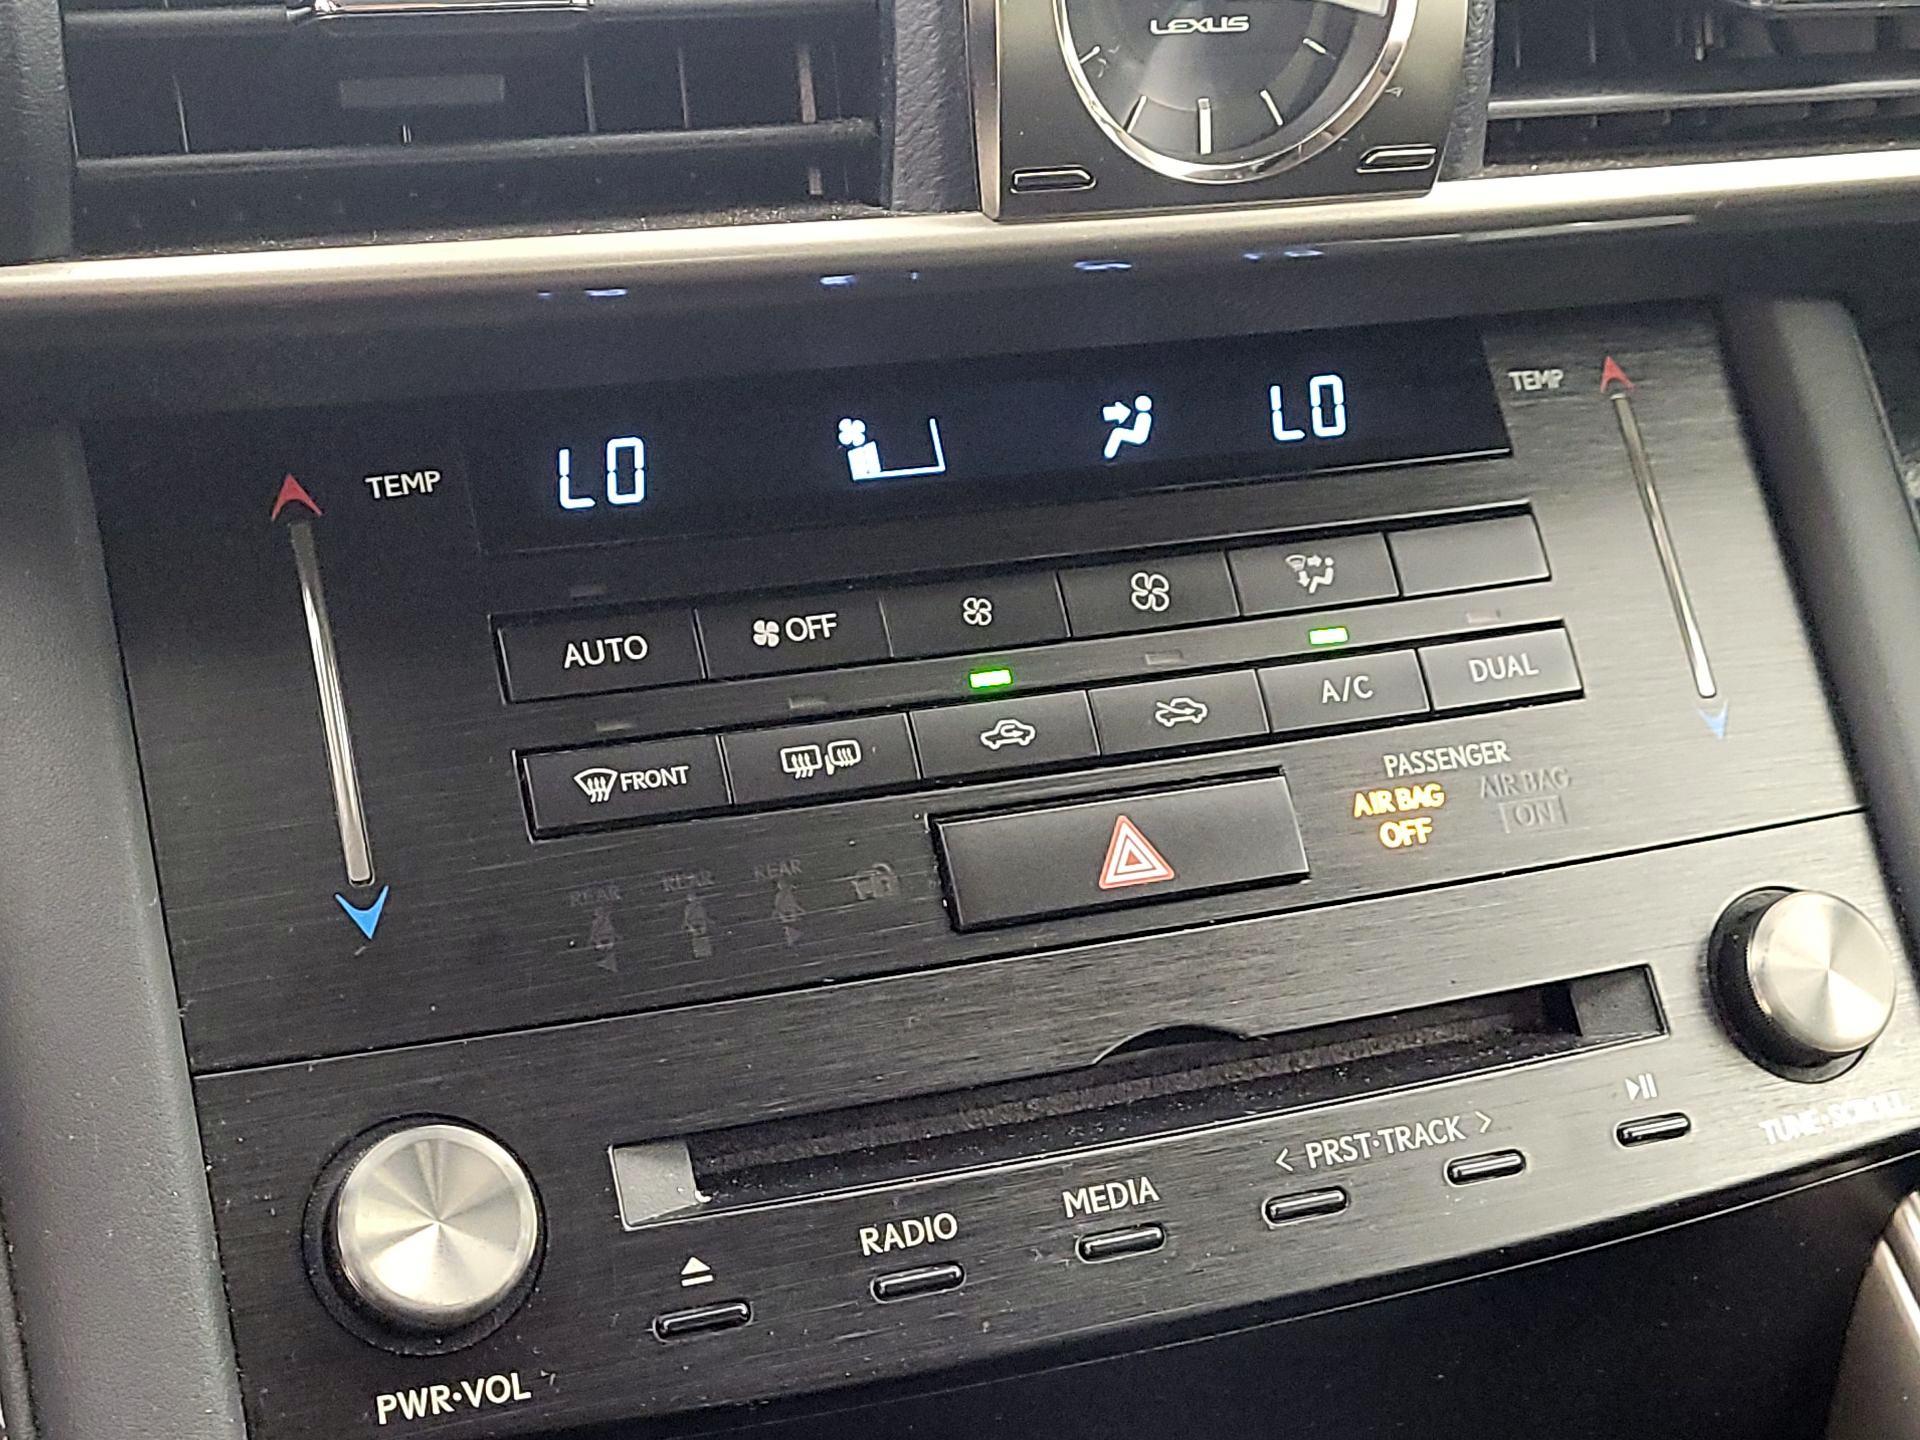 LEXUS
TEMP
LO
LO
TEMP
AUTO
OFF
FRONT
A/C
DUAL
PASSENGER
AIR BAG
OFF
AIR BAG
ON
REAR
REAR
REAR
PWR·VOL
RADIO
MEDIA
< PRST·TRACK >
TUNE·SCROLL